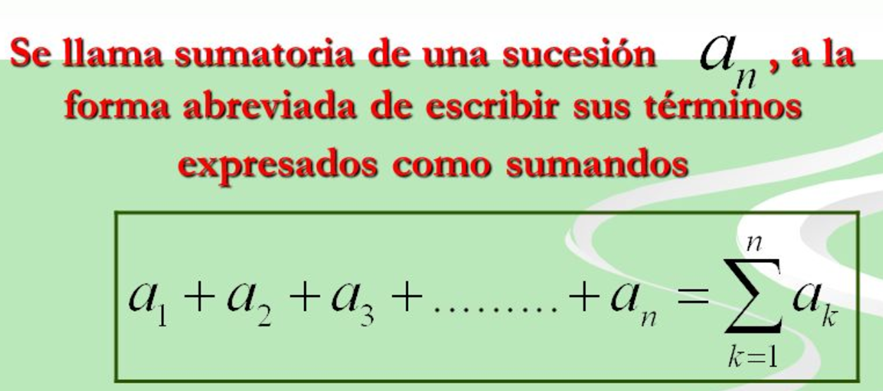 Se llama sumatoria de una sucesión aₙ, a la
forma abreviada de escribir sus términos
expresados como sumandos
a₁ + a₂ + a₃ + ......... + aₙ = ∑ₖ₌₁ⁿ aₖ